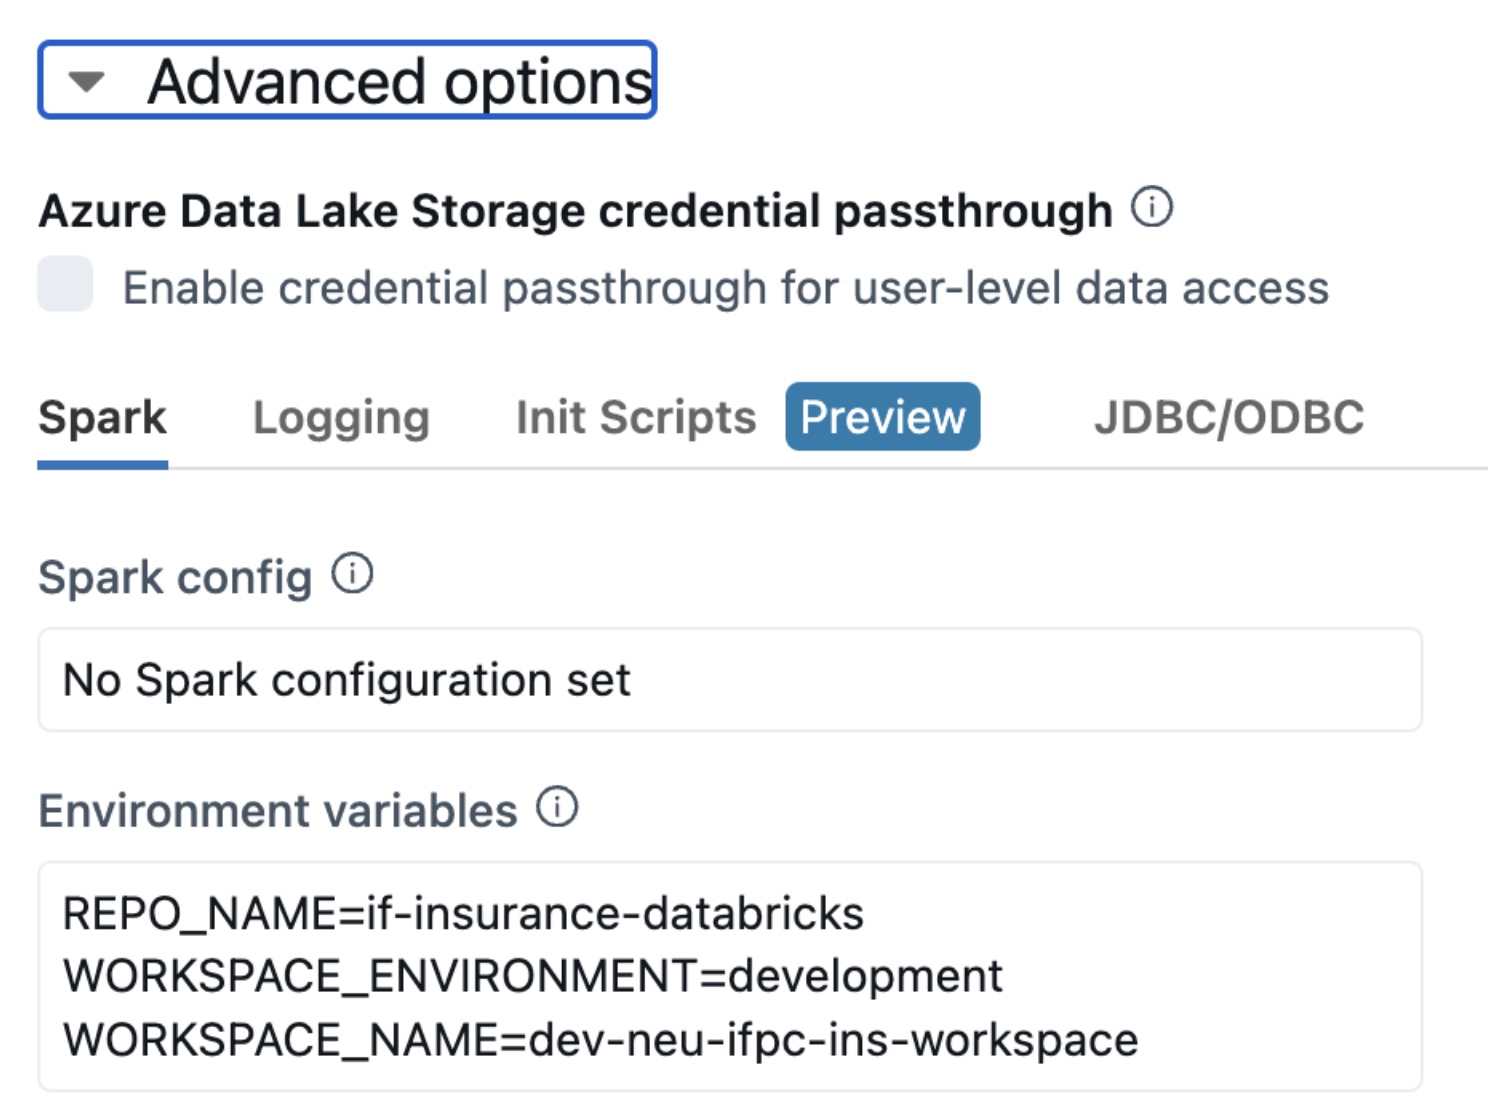 Advanced options
Azure Data Lake Storage credential passthrough
Enable credential passthrough for user-level data access
Spark Logging Init Scripts Preview JDBC/ODBC
Spark config
No Spark configuration set
Environment variables
REPO_NAME=if-insurance-databricks
WORKSPACE_ENVIRONMENT=development
WORKSPACE_NAME=dev-neu-ifpc-ins-workspace